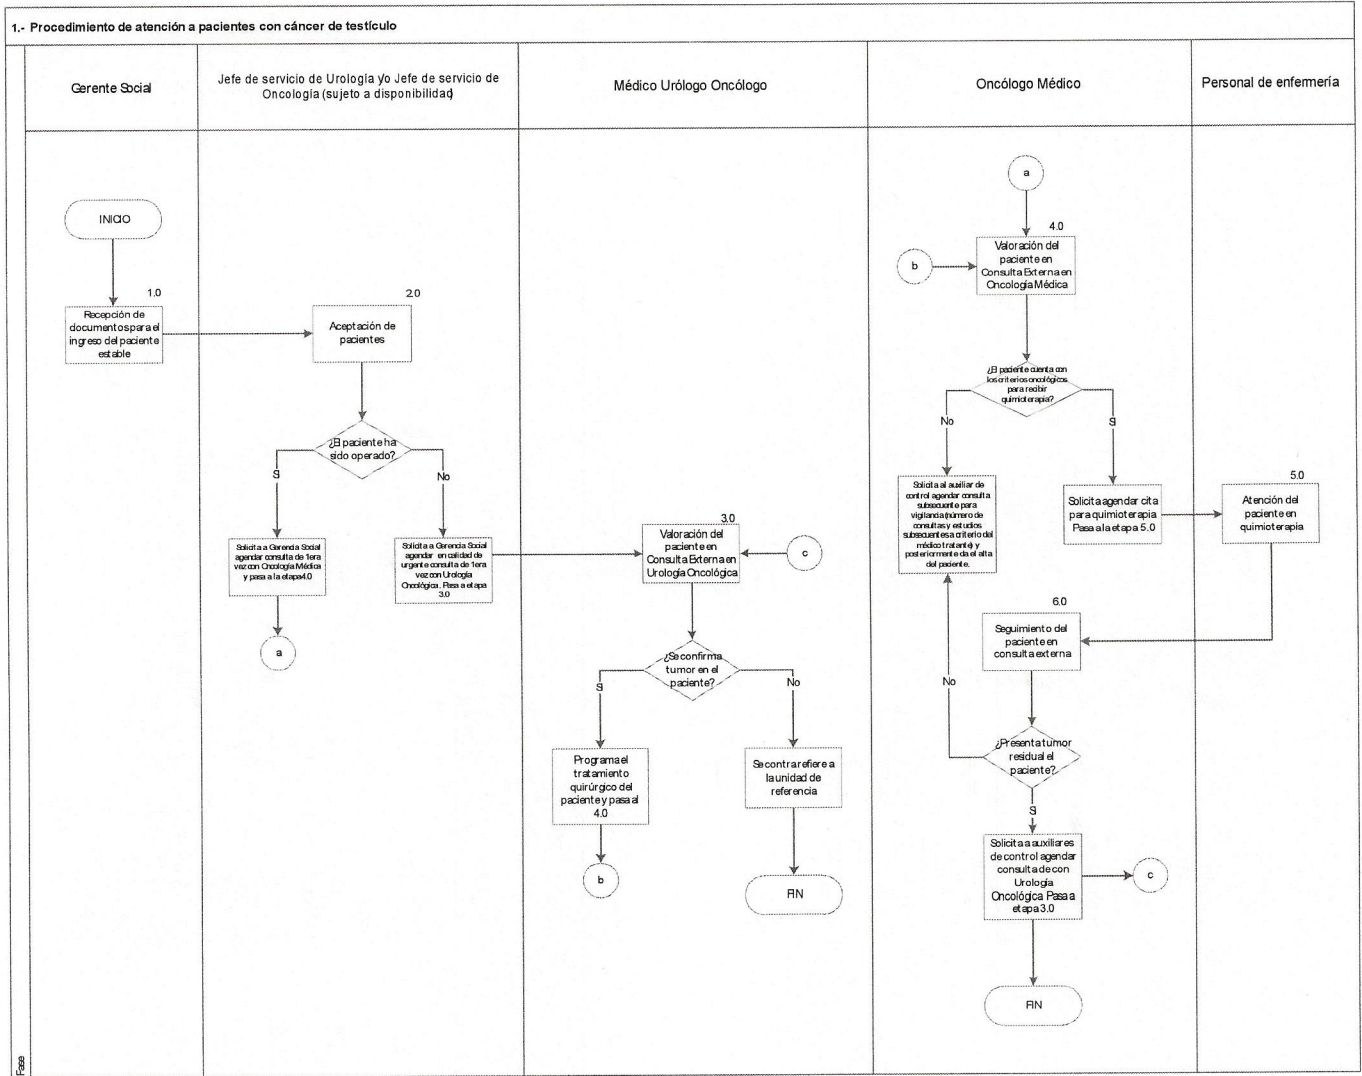 1.- Procedimiento de atención a pacientes con cáncer de testículo
Gerente Social
Jefe de servicio de Urología y/o Jefe de servicio de
Oncología (sujeto a disponibilidad)
Médico Urólogo Oncólogo
Oncólogo Médico
Personal de enfermería
INICIO
1.0
Recepción de
documentos para el
ingreso del paciente
estable
2.0
Aceptación de
pacientes
¿El paciente ha
sido operado?
Si
No
Solicita a Gerencia Social
agendar consulta de 1era
vez con Oncología Médica
y pasa a la etapa 4.0
a
Solicita a Gerencia Social
agendar en calidad de
urgente consulta de 1era
vez con Urología
Oncológica. Pasa a etapa
3.0
3.0
Valoración del
paciente en
Consulta Externa en
Urología Oncológica
c
¿Se confirma
tumor en el
paciente?
Si
No
Programa el
tratamiento
quirúrgico del
paciente y pasa al
4.0
b
Se contrarefiere a
la unidad de
referencia
FIN
a
4.0
Valoración del
paciente en
Consulta Externa en
Oncología Médica
b
¿El paciente cuenta con
los criterios oncológicos
para recibir
quimioterapia?
No
Si
Solicita al auxiliar de
control agendar consulta
subsecuente para
vigilancia (número de
consultas y estudios
subsecuentes a criterio del
médico tratante) y
posteriormente da el alta
del paciente.
Solicita agendar cita
para quimioterapia
Pasa a la etapa 5.0
5.0
Atención del
paciente en
quimioterapia
6.0
Seguimiento del
paciente en
consulta externa
No
¿Presenta tumor
residual el
paciente?
Si
Solicita a auxiliares
de control agendar
consulta de con
Urología
Oncológica Pasa a
etapa 3.0
c
FIN
Fase